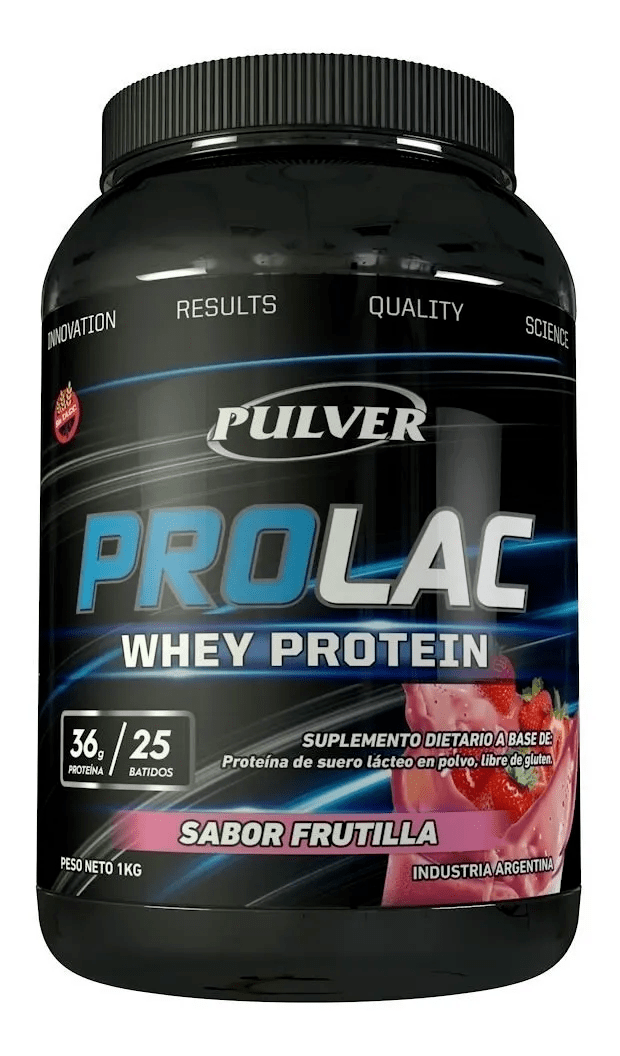 INNOVATION
RESULTS
QUALITY
SCIENCE
PULVER
PROLAC
WHEY PROTEIN
36g / 25
PROTEÍNA BATIDOS
SUPLEMENTO DIETARIO A BASE DE:
Proteína de suero lácteo en polvo, libre de gluten.
SABOR FRUTILLA
PESO NETO 1KG
INDUSTRIA ARGENTINA